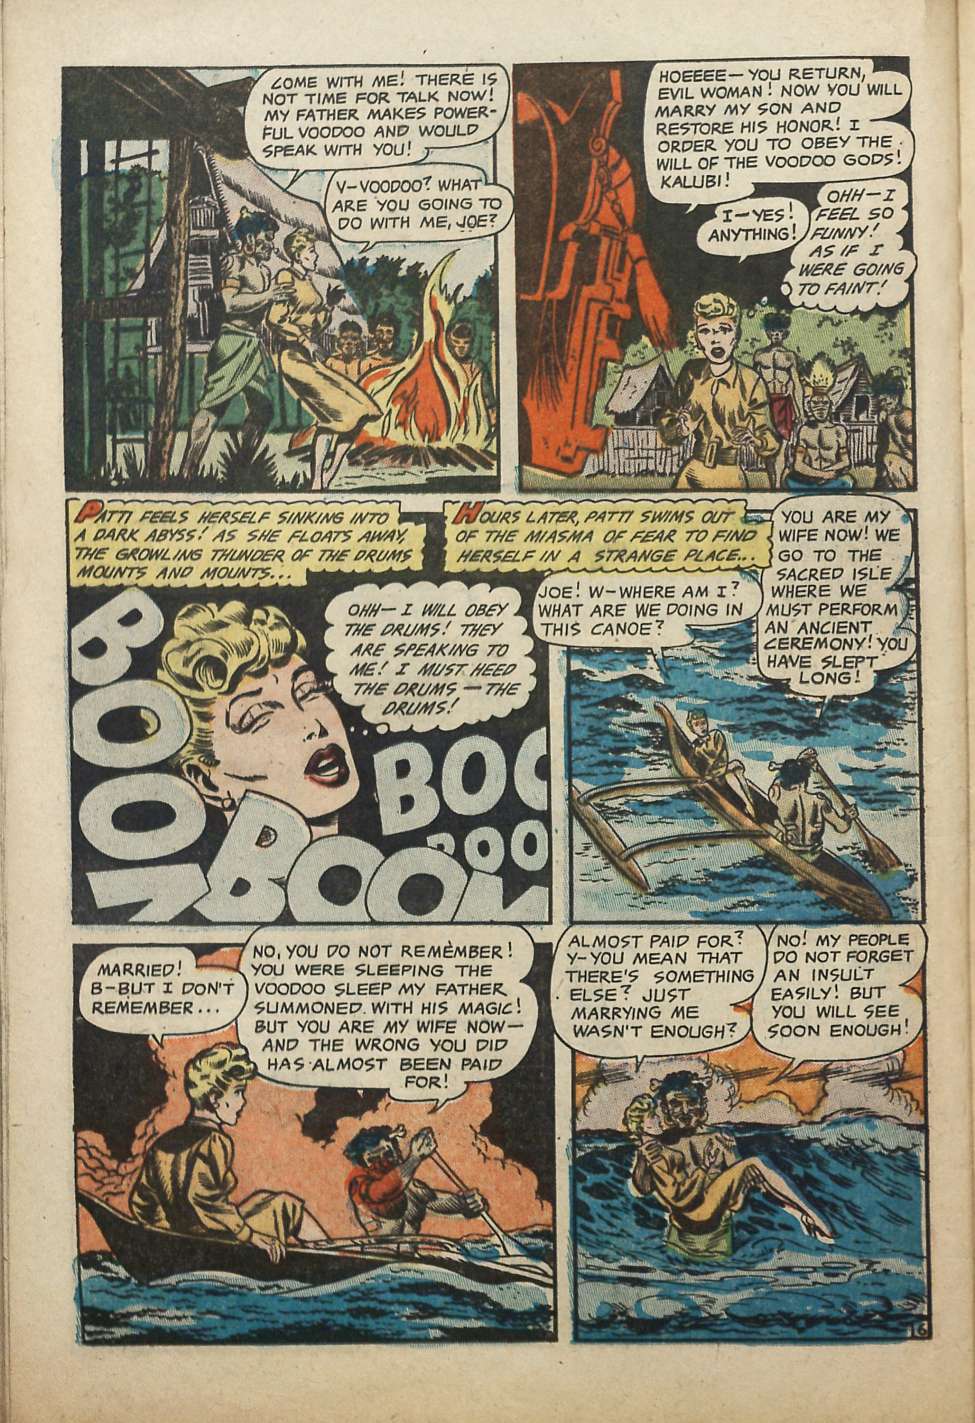 COME WITH ME! THERE IS
NOT TIME FOR TALK NOW!
MY FATHER MAKES POWER-
FUL VOODOO AND WOULD
SPEAK WITH YOU!
V-VOODOO? WHAT
ARE YOU GOING TO
DO WITH ME, JOE?
HOEEEE—YOU RETURN,
EVIL WOMAN! NOW YOU WILL
MARRY MY SON AND
RESTORE HIS HONOR! I
ORDER YOU TO OBEY THE
WILL OF THE VOODOO GODS!
KALUBI!
I—YES!
ANYTHING!
OHH—I
FEEL SO
FUNNY!
AS IF I
WERE GOING
TO FAINT!
PATTI FEELS HERSELF SINKING INTO
A DARK ABYSS! AS SHE FLOATS AWAY,
THE GROWLING THUNDER OF THE DRUMS
MOUNTS AND MOUNTS...
OHH—I WILL OBEY
THE DRUMS! THEY
ARE SPEAKING TO
ME! I MUST HEED
THE DRUMS—THE
DRUMS!
BOOM
BOOM
BOO
BOO
HOURS LATER, PATTI SWIMS OUT
OF THE MIASMA OF FEAR TO FIND
HERSELF IN A STRANGE PLACE...
JOE! W-WHERE AM I?
WHAT ARE WE DOING IN
THIS CANOE?
YOU ARE MY
WIFE NOW! WE
GO TO THE
SACRED ISLE
WHERE WE
MUST PERFORM
AN ANCIENT
CEREMONY! YOU
HAVE SLEPT
LONG!
MARRIED!
B-BUT I DON'T
REMEMBER...
NO, YOU DO NOT REMEMBER!
YOU WERE SLEEPING THE
VOODOO SLEEP MY FATHER
SUMMONED WITH HIS MAGIC!
BUT YOU ARE MY WIFE NOW—
AND THE WRONG YOU DID
HAS ALMOST BEEN PAID
FOR!
ALMOST PAID FOR?
Y-YOU MEAN THAT
THERE'S SOMETHING
ELSE? JUST
MARRYING ME
WASN'T ENOUGH?
NO! MY PEOPLE
DO NOT FORGET
AN INSULT
EASILY! BUT
YOU WILL SEE
SOON ENOUGH!
6